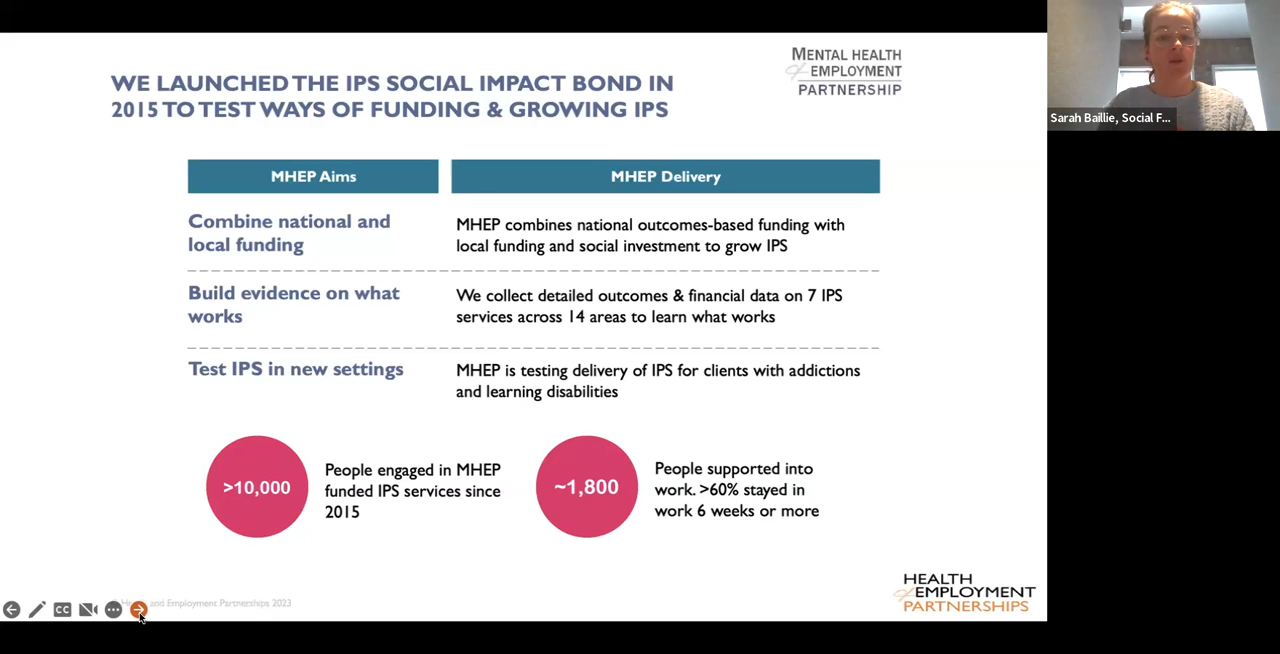 WE LAUNCHED THE IPS SOCIAL IMPACT BOND IN
2015 TO TEST WAYS OF FUNDING & GROWING IPS
MENTAL HEALTH
& EMPLOYMENT
PARTNERSHIP
Sarah Baillie, Social F...
MHEP Aims
MHEP Delivery
Combine national and
local funding
MHEP combines national outcomes-based funding with
local funding and social investment to grow IPS
Build evidence on what
works
We collect detailed outcomes & financial data on 7 IPS
services across 14 areas to learn what works
Test IPS in new settings
MHEP is testing delivery of IPS for clients with addictions
and learning disabilities
>10,000
People engaged in MHEP
funded IPS services since
2015
~1,800
People supported into
work. >60% stayed in
work 6 weeks or more
and Employment Partnerships 2023
CC
HEALTH
& EMPLOYMENT
PARTNERSHIPS